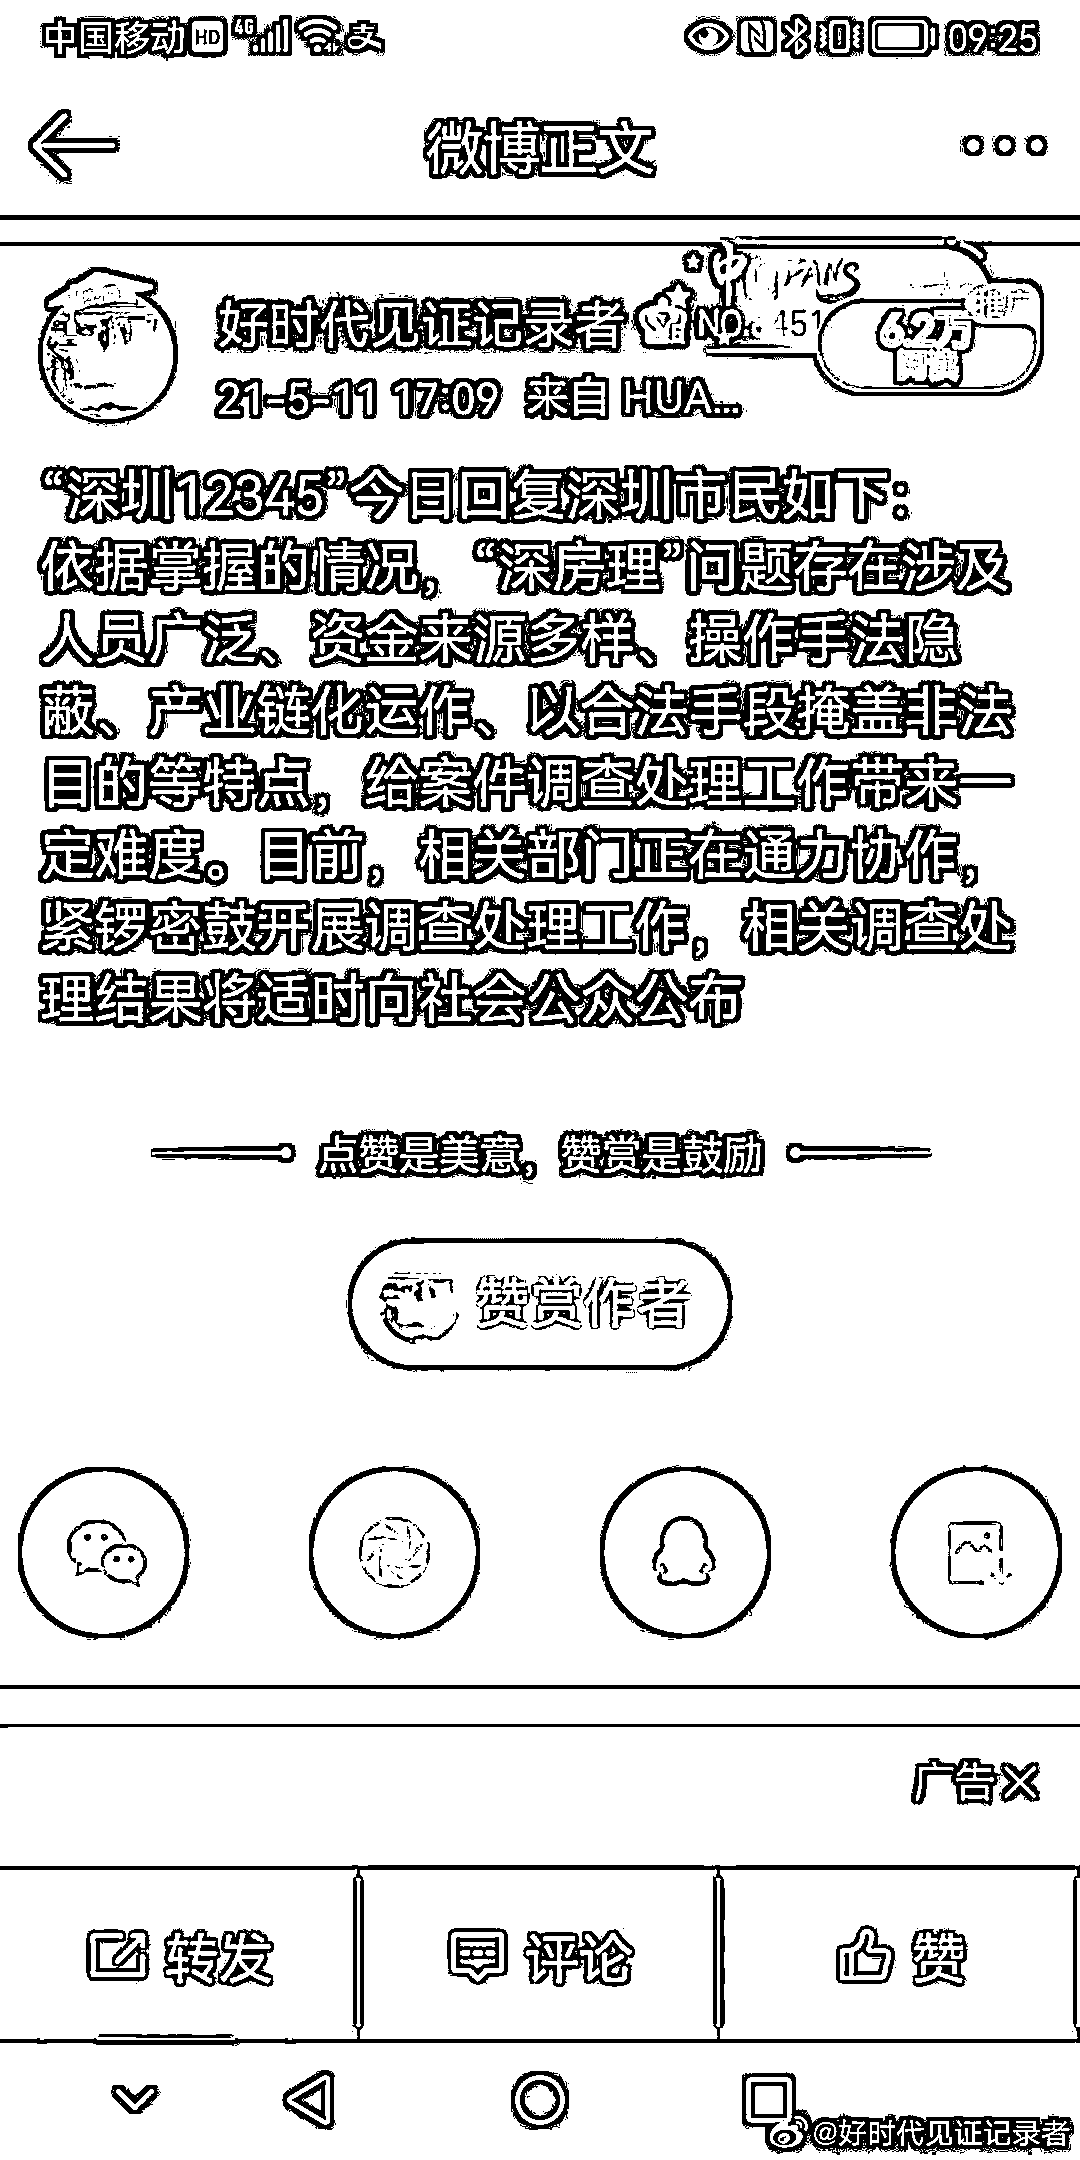 中国移动 HD 4G 09:25
微博正文
好时代见证记录者 NO.451 6.2万
21-5-11 17:09 来自 HUA... 阅读
“深圳12345”今日回复深圳市民如下:
依据掌握的情况，“深房理”问题存在涉及
人员广泛、资金来源多样、操作手法隐
蔽、产业链化运作、以合法手段掩盖非法
目的等特点，给案件调查处理工作带来一
定难度。目前，相关部门正在通力协作，
紧锣密鼓开展调查处理工作，相关调查处
理结果将适时向社会公众公布
点赞是美意，赞赏是鼓励
赞赏作者
广告
转发 评论 赞
@好时代见证记录者